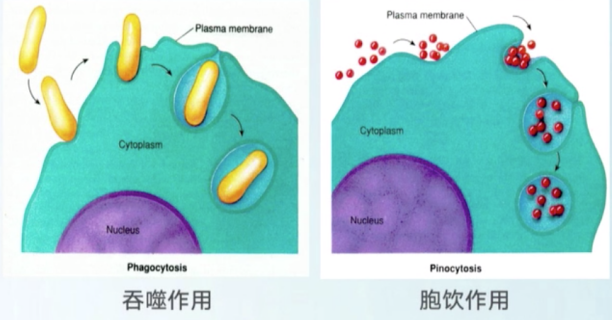 Plasma membrane
Cytoplasm
Nucleus
Phagocytosis
吞噬作用
Plasma membrane
Cytoplasm
Nucleus
Pinocytosis
胞饮作用